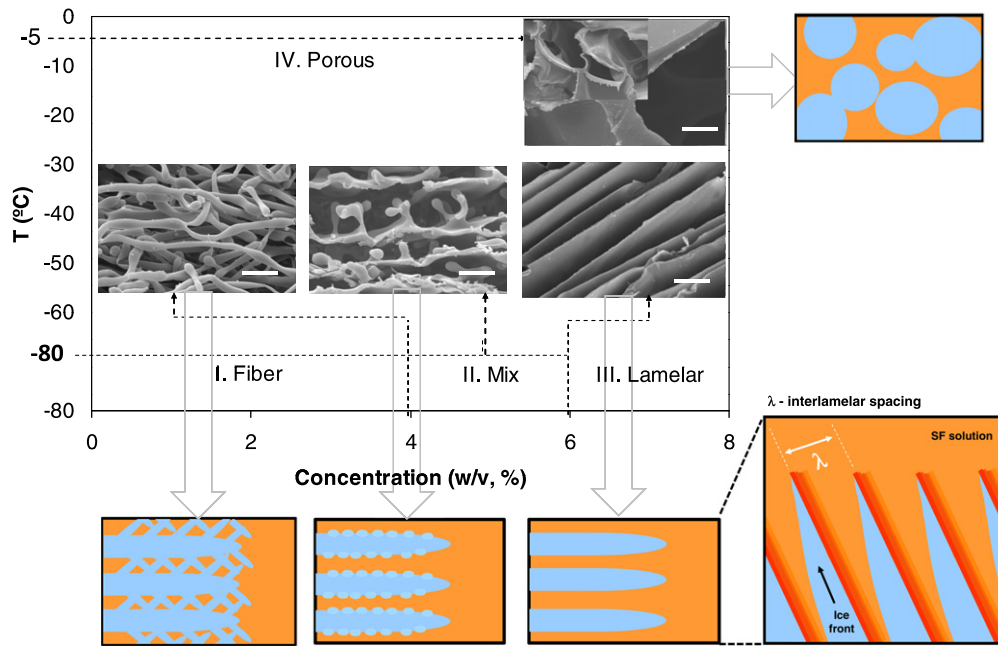 0
-5
IV. Porous
-10
-20
-30
-40
T (ºC)
-50
-60
-80
I. Fiber
II. Mix
III. Lamelar
-80
0
2
4
6
8
Concentration (w/v, %)
λ - interlamelar spacing
SF solution
λ
Ice
front